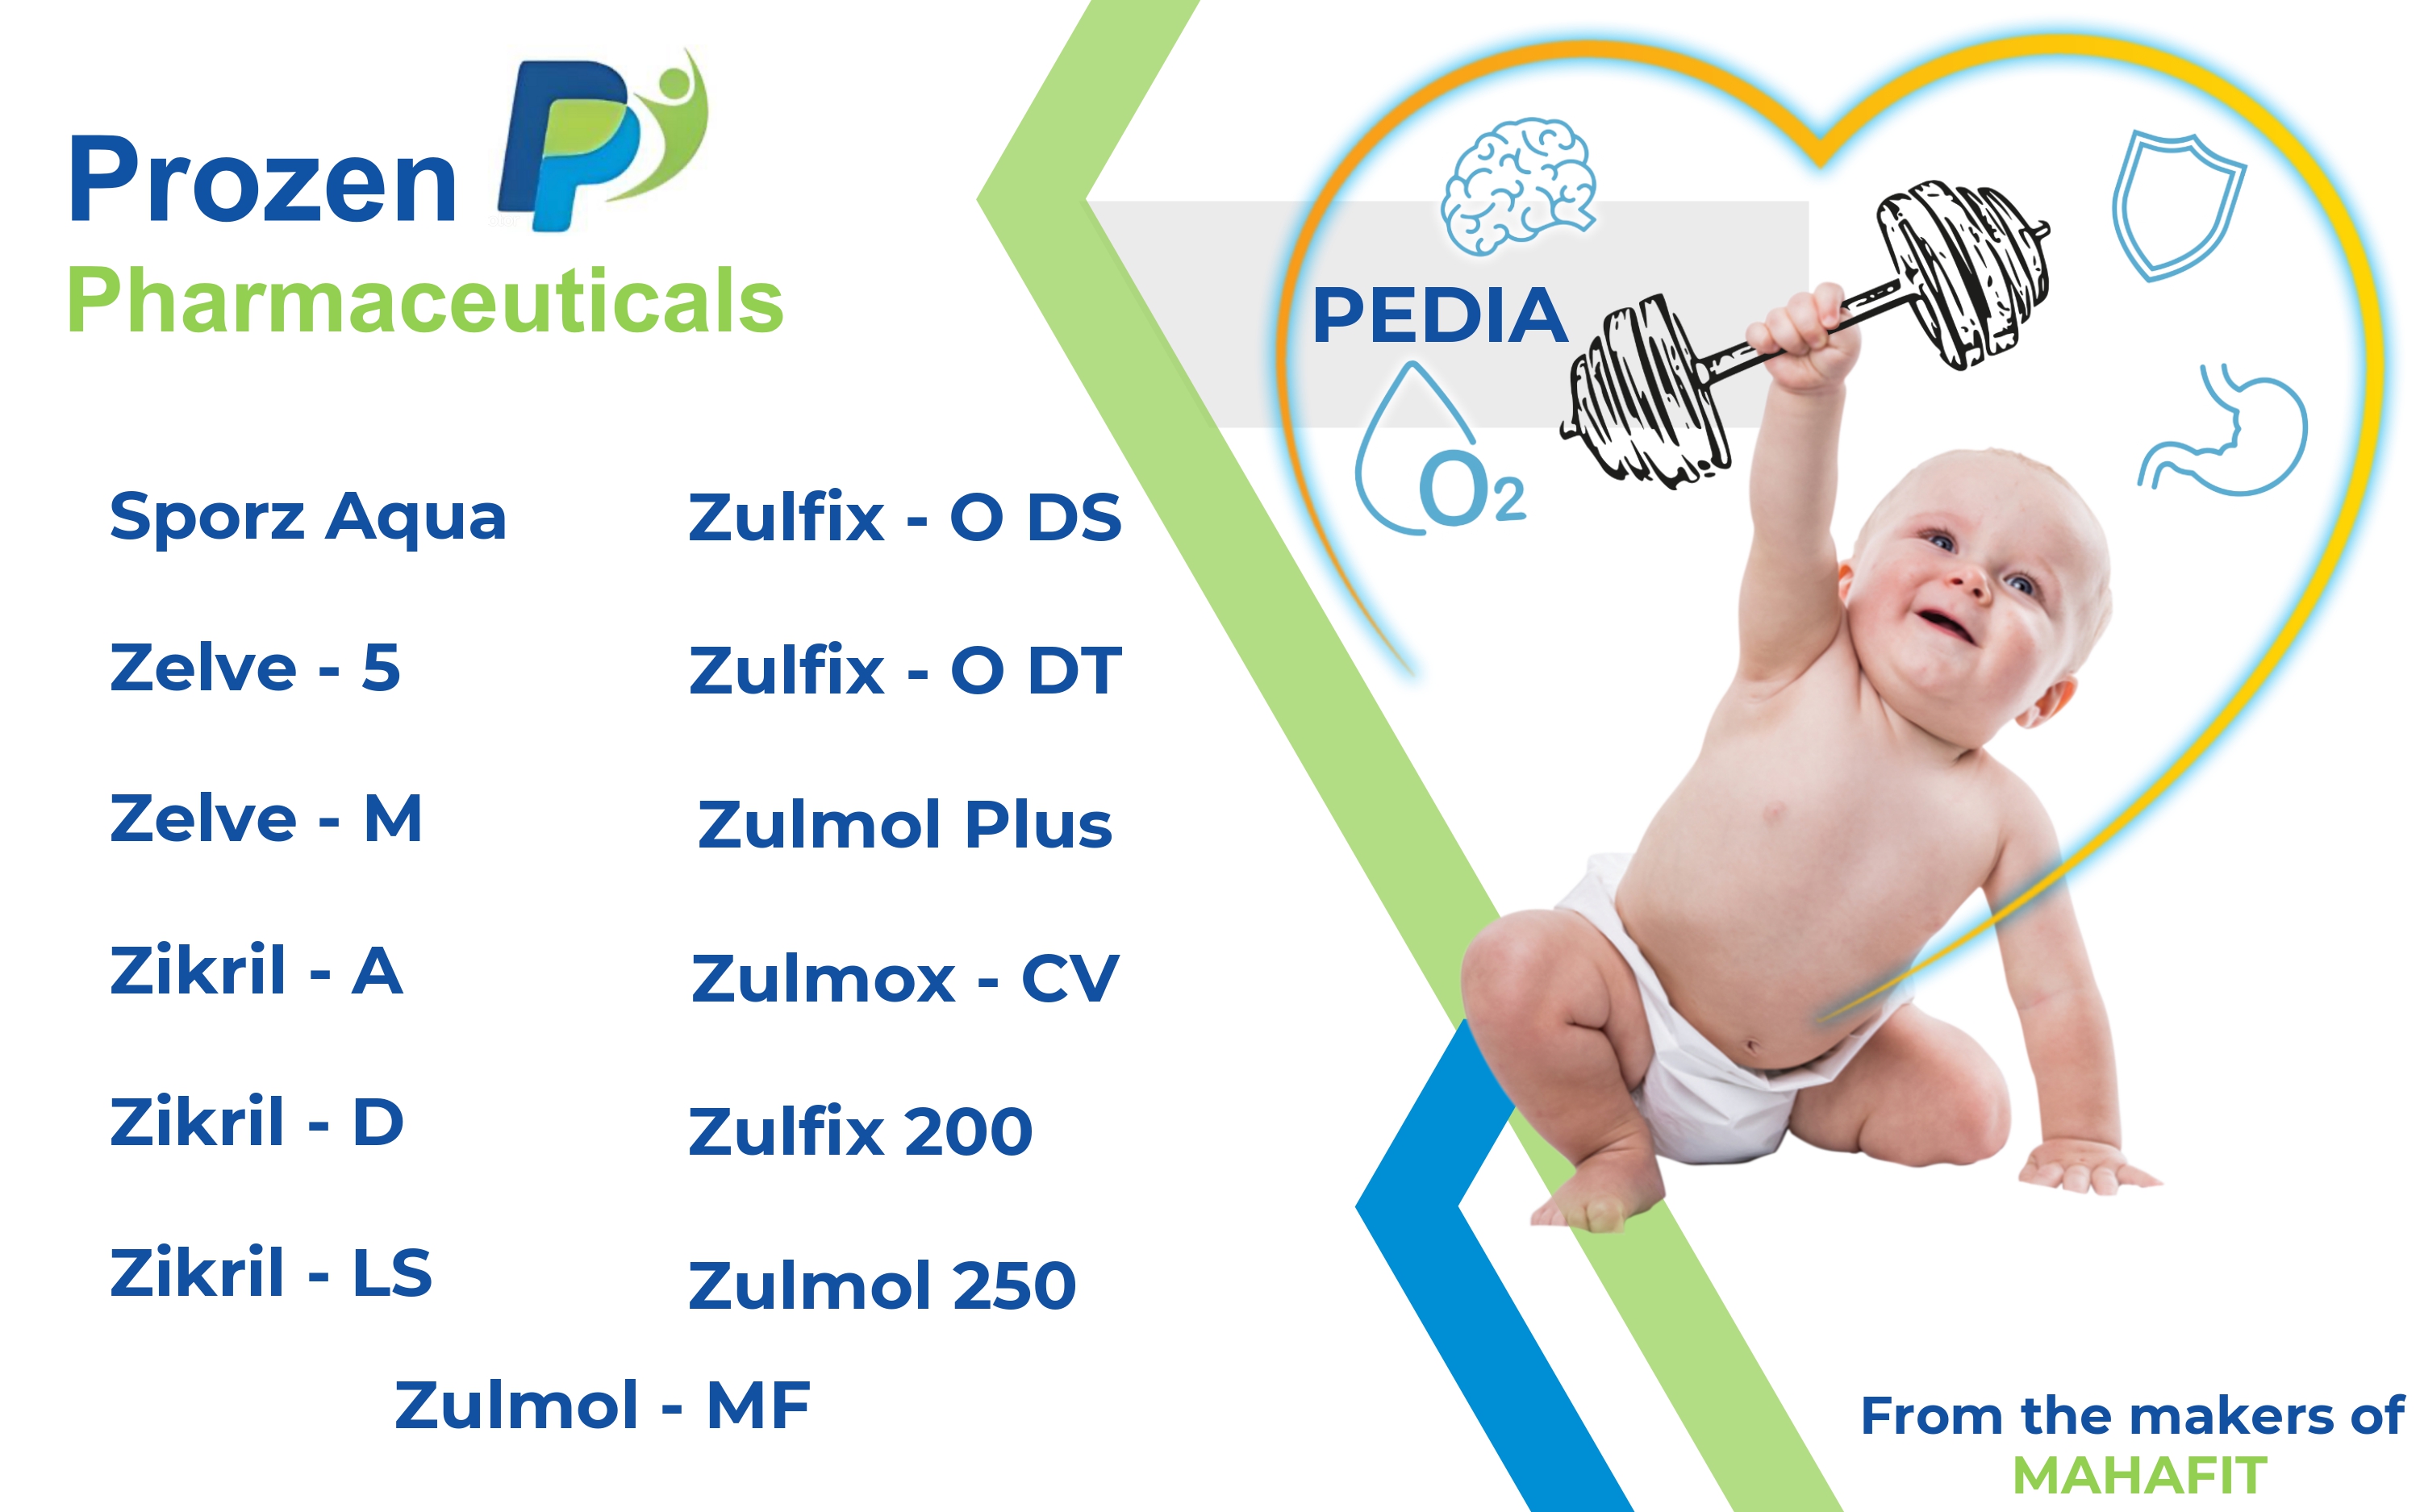 Prozen
Pharmaceuticals
Sporz Aqua
Zelve - 5
Zelve - M
Zikril - A
Zikril - D
Zikril - LS
Zulfix - O DS
Zulfix - O DT
Zulmol Plus
Zulmox - CV
Zulfix 200
Zulmol 250
Zulmol - MF
PEDIA
O2
From the makers of
MAHAFIT